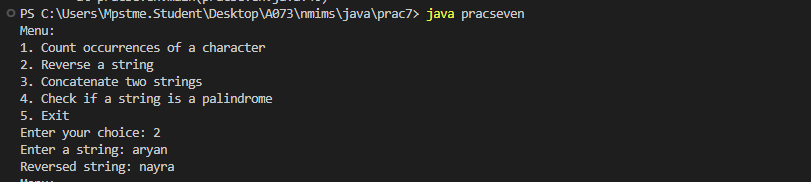 PS C:\Users\Mpstme.Student\Desktop\A073\nmims\java\prac7> java pracseven
Menu:
1. Count occurrences of a character
2. Reverse a string
3. Concatenate two strings
4. Check if a string is a palindrome
5. Exit
Enter your choice: 2
Enter a string: aryan
Reversed string: nayra
Menu: